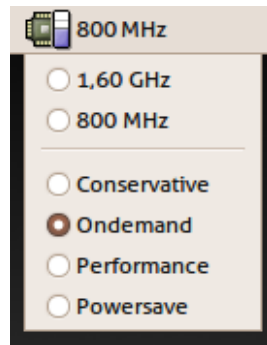 800 MHz
1,60 GHz
800 MHz
Conservative
Ondemand
Performance
Powersave